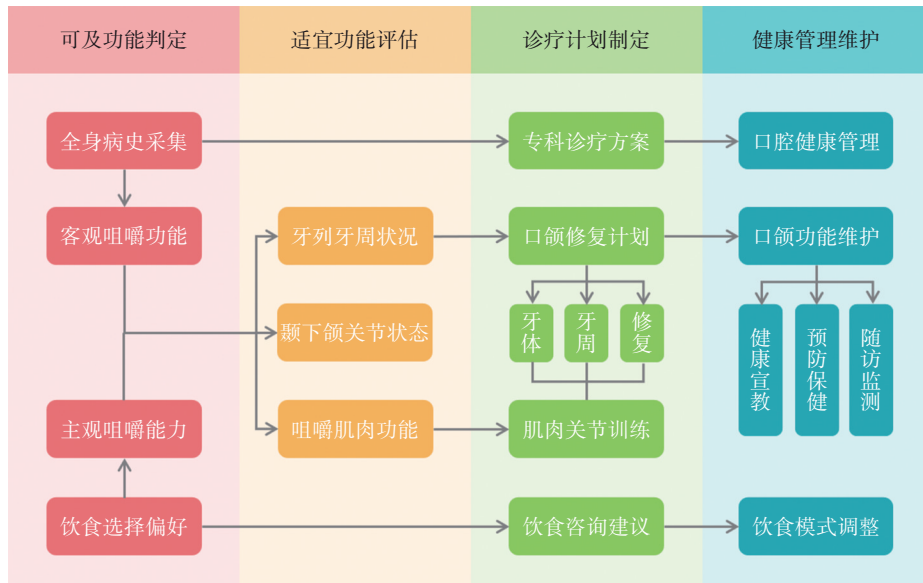 可及功能判定
适宜功能评估
诊疗计划制定
健康管理维护
全身病史采集
专科诊疗方案
口腔健康管理
客观咀嚼功能
牙列牙周状况
口颌修复计划
口颌功能维护
颞下颌关节状态
牙体
牙周
修复
健康宣教
预防保健
随访监测
主观咀嚼能力
咀嚼肌肉功能
肌肉关节训练
饮食选择偏好
饮食咨询建议
饮食模式调整